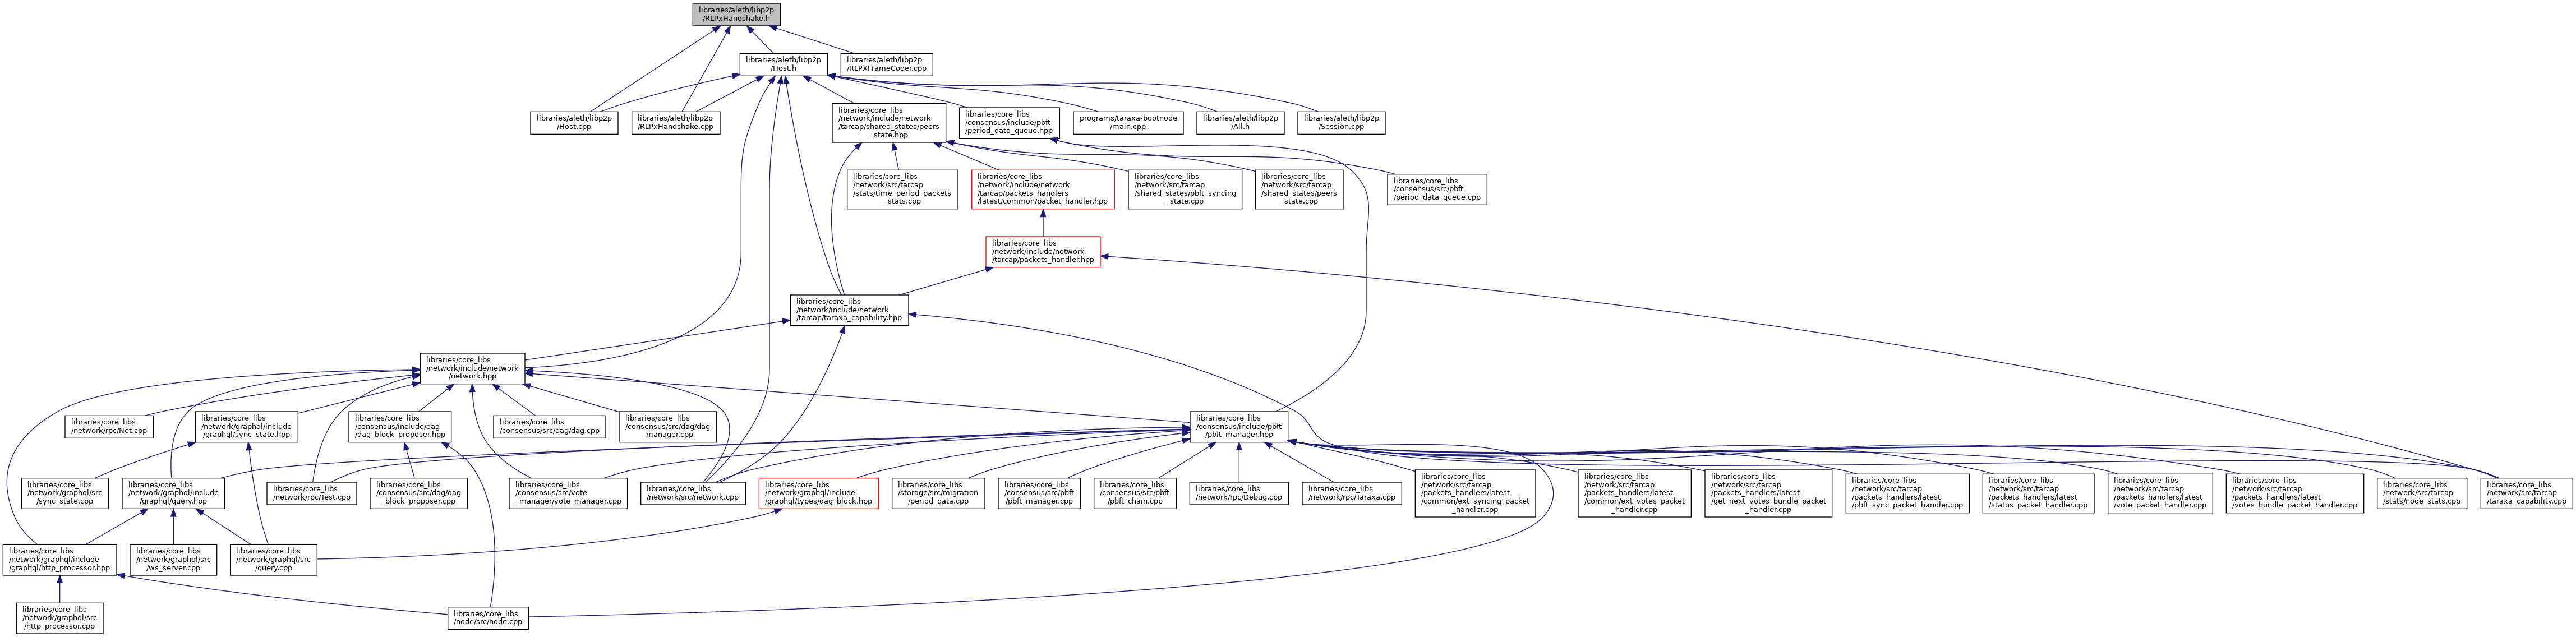 libraries/aleth/libp2p
/RLPxHandshake.h
libraries/aleth/libp2p
/Host.h
libraries/aleth/libp2p
/RLPXFrameCoder.cpp
libraries/aleth/libp2p
/Host.cpp
libraries/aleth/libp2p
/RLPxHandshake.cpp
libraries/core_libs
/network/include/network
/tarcap/shared_states/peers
_state.hpp
libraries/core_libs
/consensus/include/pbft
/period_data_queue.hpp
programs/taraxa-bootnode
/main.cpp
libraries/aleth/libp2p
/All.h
libraries/aleth/libp2p
/Session.cpp
libraries/core_libs
/network/src/tarcap
/stats/time_period_packets
_stats.cpp
libraries/core_libs
/network/include/network
/tarcap/packets_handlers
/latest/common/packet_handler.hpp
libraries/core_libs
/network/src/tarcap
/shared_states/pbft_syncing
_state.cpp
libraries/core_libs
/network/src/tarcap
/shared_states/peers
_state.cpp
libraries/core_libs
/consensus/src/pbft
/period_data_queue.cpp
libraries/core_libs
/network/include/network
/tarcap/packets_handler.hpp
libraries/core_libs
/network/include/network
/tarcap/taraxa_capability.hpp
libraries/core_libs
/network/include/network
/network.hpp
libraries/core_libs
/network/rpc/Net.cpp
libraries/core_libs
/network/graphql/include
/graphql/sync_state.hpp
libraries/core_libs
/consensus/include/dag
/dag_block_proposer.hpp
libraries/core_libs
/consensus/src/dag/dag.cpp
libraries/core_libs
/consensus/src/dag/dag
_manager.cpp
libraries/core_libs
/consensus/include/pbft
/pbft_manager.hpp
libraries/core_libs
/network/graphql/src
/sync_state.cpp
libraries/core_libs
/network/graphql/include
/graphql/query.hpp
libraries/core_libs
/network/rpc/Test.cpp
libraries/core_libs
/consensus/src/dag/dag
_block_proposer.cpp
libraries/core_libs
/consensus/src/vote
_manager/vote_manager.cpp
libraries/core_libs
/network/src/network.cpp
libraries/core_libs
/network/graphql/include
/graphql/types/dag_block.hpp
libraries/core_libs
/storage/src/migration
/period_data.cpp
libraries/core_libs
/consensus/src/pbft
/pbft_manager.cpp
libraries/core_libs
/consensus/src/pbft
/pbft_chain.cpp
libraries/core_libs
/network/rpc/Debug.cpp
libraries/core_libs
/network/rpc/Taraxa.cpp
libraries/core_libs
/network/src/tarcap
/packets_handlers/latest
/common/ext_syncing_packet
_handler.cpp
libraries/core_libs
/network/src/tarcap
/packets_handlers/latest
/common/ext_votes_packet
_handler.cpp
libraries/core_libs
/network/src/tarcap
/packets_handlers/latest
/get_next_votes_bundle_packet
_handler.cpp
libraries/core_libs
/network/src/tarcap
/packets_handlers/latest
/pbft_sync_packet_handler.cpp
libraries/core_libs
/network/src/tarcap
/packets_handlers/latest
/status_packet_handler.cpp
libraries/core_libs
/network/src/tarcap
/packets_handlers/latest
/vote_packet_handler.cpp
libraries/core_libs
/network/src/tarcap
/packets_handlers/latest
/votes_bundle_packet_handler.cpp
libraries/core_libs
/network/src/tarcap
/stats/node_stats.cpp
libraries/core_libs
/network/src/tarcap
/taraxa_capability.cpp
libraries/core_libs
/network/graphql/include
/graphql/http_processor.hpp
libraries/core_libs
/network/graphql/src
/ws_server.cpp
libraries/core_libs
/network/graphql/src
/query.cpp
libraries/core_libs
/network/graphql/src
/http_processor.cpp
libraries/core_libs
/node/src/node.cpp